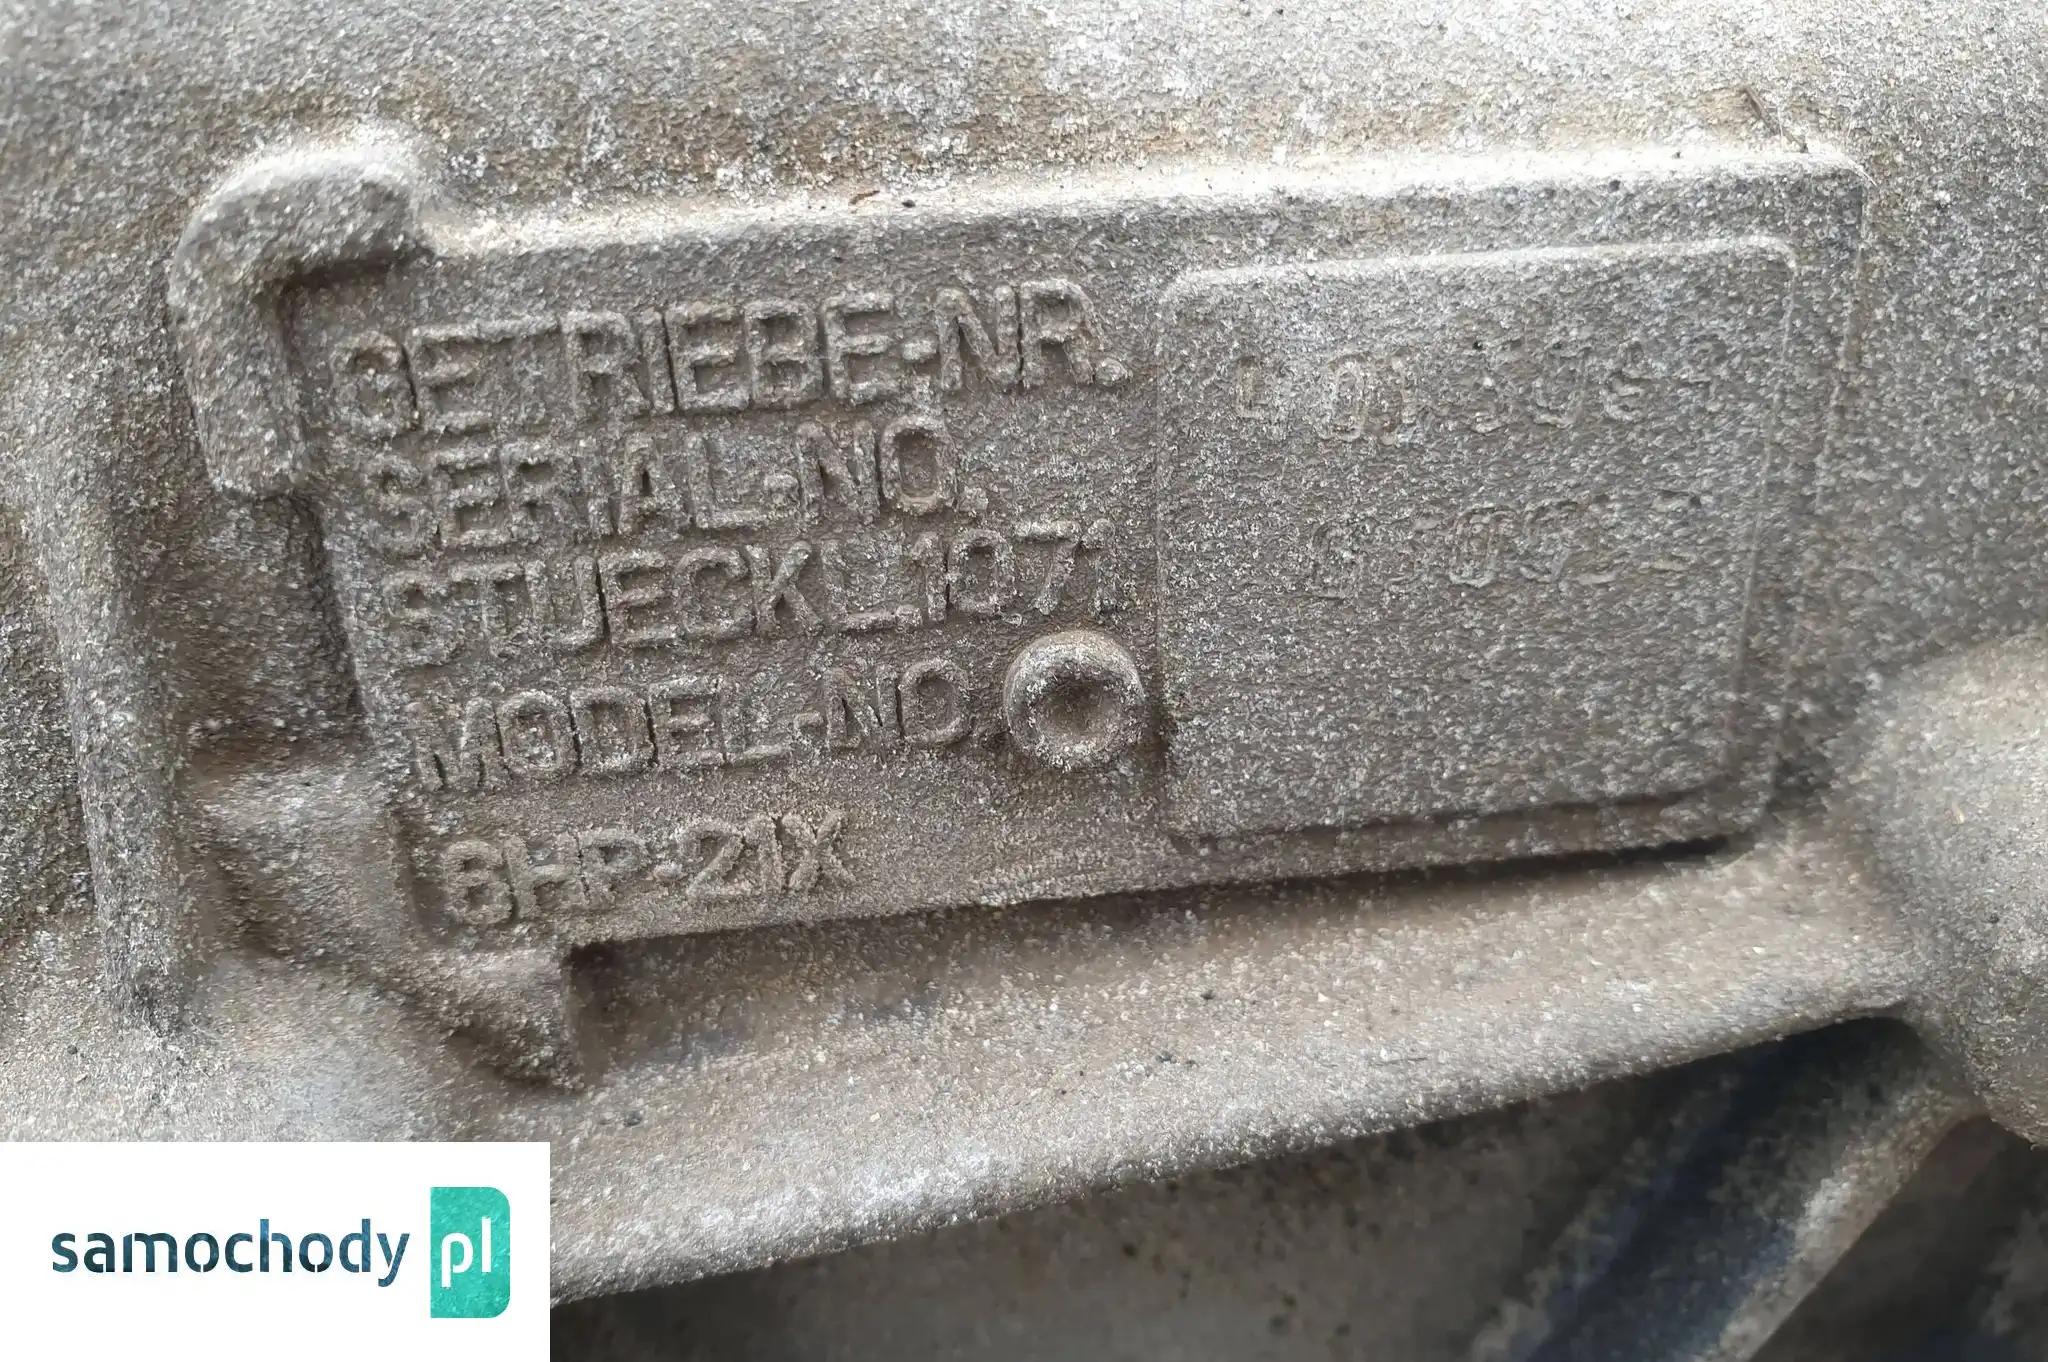 GETRIEBE-NR.
SERIAL-NO.
STUECKL.1071
MODEL-NO.
6HP-21X
samochody pl